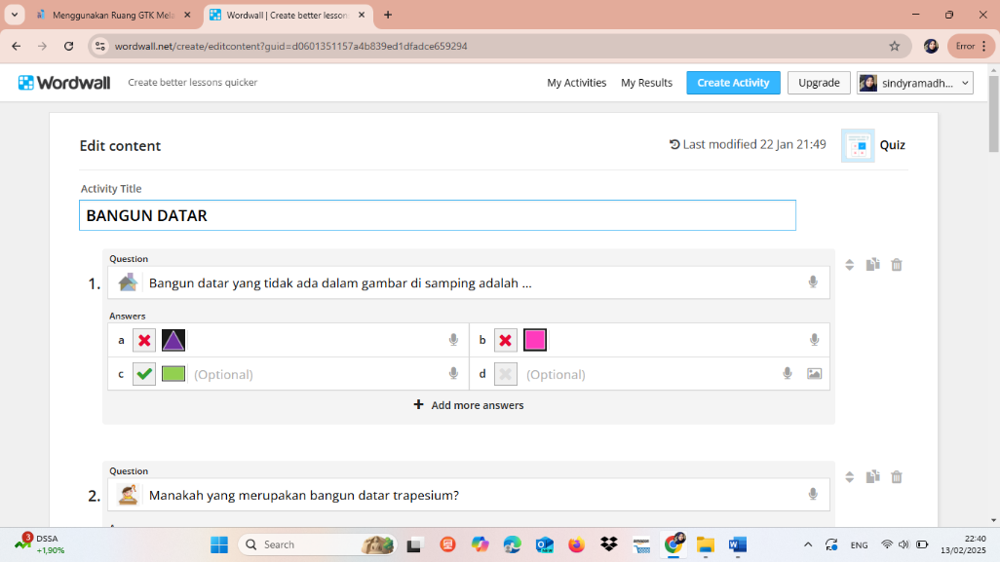 Menggunakan Ruang GTK Mela
Wordwall | Create better lesson
wordwall.net/create/editcontent?guid=d0601351157a4b839ed1dfadce659294
Error
Wordwall
Create better lessons quicker
My Activities
My Results
Create Activity
Upgrade
sindyramadh...
Edit content
Last modified 22 Jan 21:49
Quiz
Activity Title
BANGUN DATAR
Question
1.
Bangun datar yang tidak ada dalam gambar di samping adalah ...
Answers
a
b
c
(Optional)
d
(Optional)
+ Add more answers
Question
2.
Manakah yang merupakan bangun datar trapesium?
3
DSSA
+1,90%
Search
ENG
22:40
13/02/2025